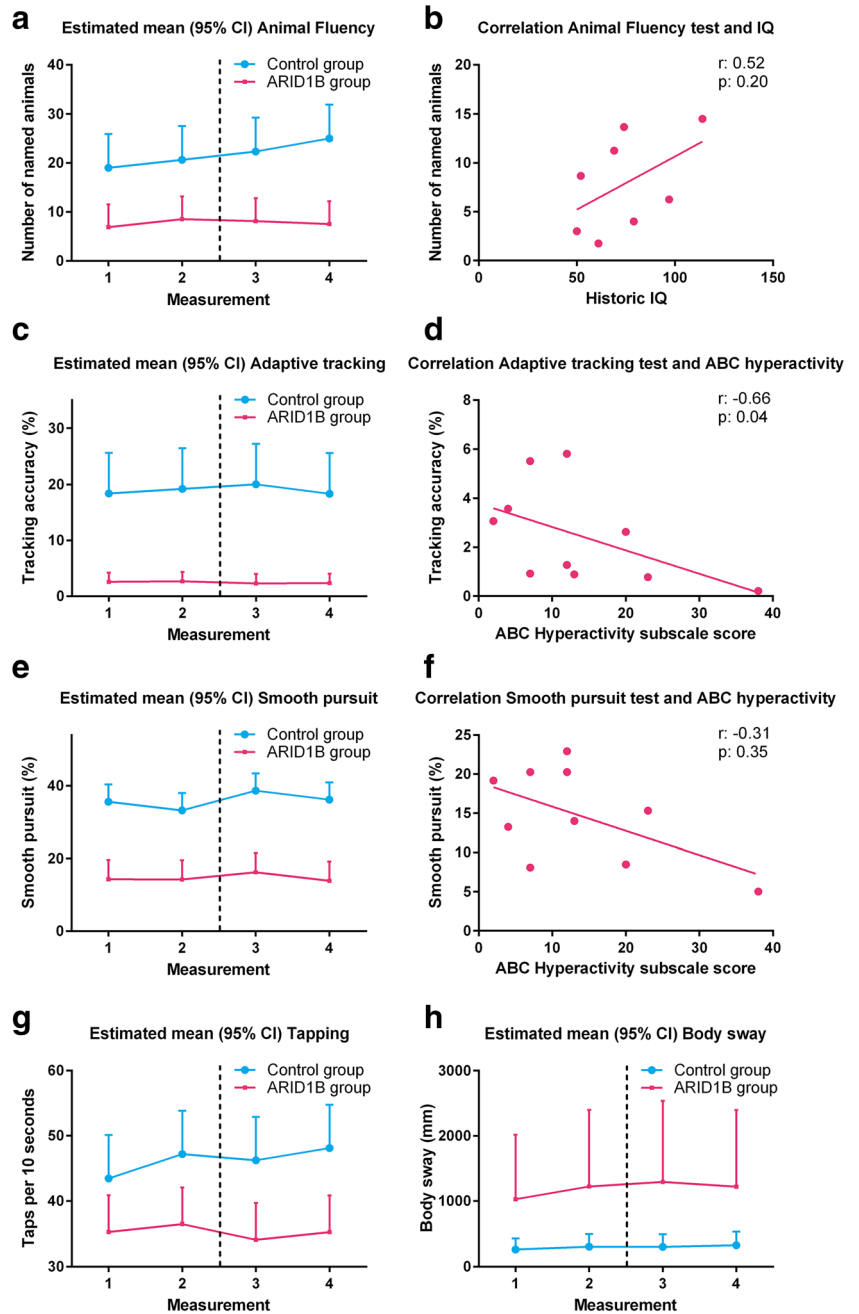 a
Estimated mean (95% CI) Animal Fluency
Control group
ARID1B group
Number of named animals
40
30
20
10
0
1 2 3 4
Measurement
b
Correlation Animal Fluency test and IQ
r: 0.52
p: 0.20
Number of named animals
20
15
10
5
0
0 50 100 150
Historic IQ
c
Estimated mean (95% CI) Adaptive tracking
Control group
ARID1B group
Tracking accuracy (%)
30
20
10
0
1 2 3 4
Measurement
d
Correlation Adaptive tracking test and ABC hyperactivity
r: -0.66
p: 0.04
Tracking accuracy (%)
8
6
4
2
0
0 10 20 30 40
ABC Hyperactivity subscale score
e
Estimated mean (95% CI) Smooth pursuit
Control group
ARID1B group
Smooth pursuit (%)
40
20
0
1 2 3 4
Measurement
f
Correlation Smooth pursuit test and ABC hyperactivity
r: -0.31
p: 0.35
Smooth pursuit (%)
25
20
15
10
5
0
0 10 20 30 40
ABC Hyperactivity subscale score
g
Estimated mean (95% CI) Tapping
Control group
ARID1B group
Taps per 10 seconds
60
50
40
30
1 2 3 4
Measurement
h
Estimated mean (95% CI) Body sway
Control group
ARID1B group
Body sway (mm)
3000
2000
1000
0
1 2 3 4
Measurement